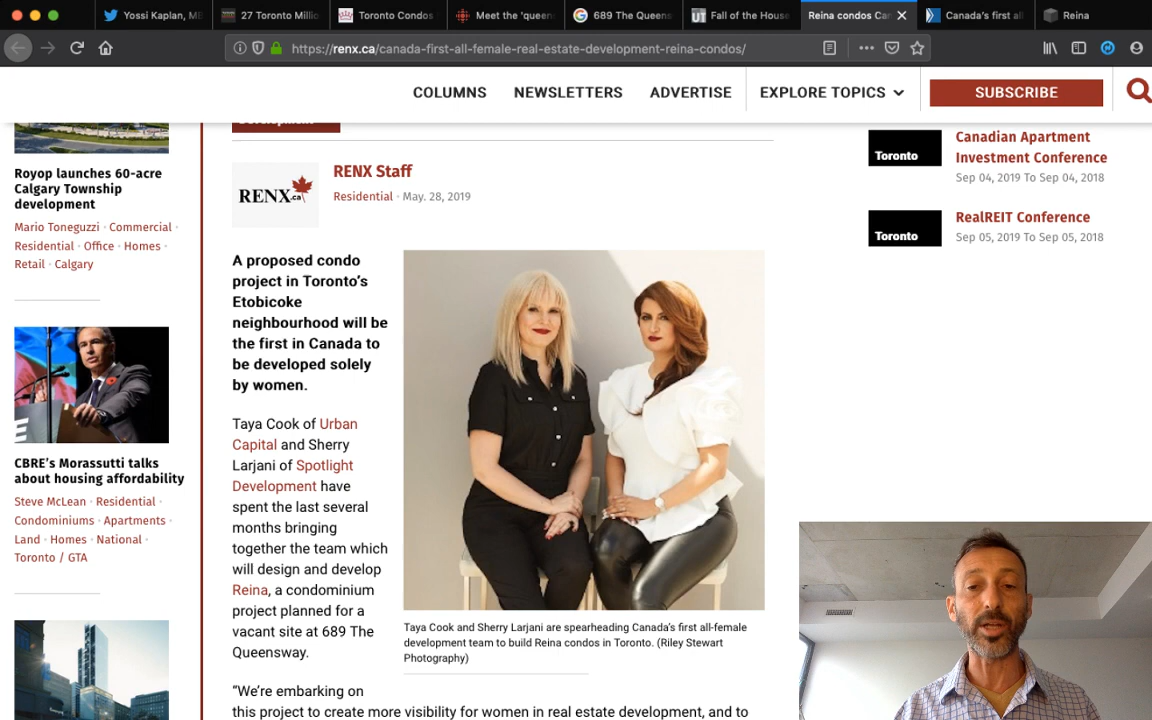 Yossi Kaplan, MB
27 Toronto Millio
Toronto Condos
Meet the 'queen
689 The Queens
Fall of the House
Reina condos Can
Canada's first all
Reina
https://renx.ca/canada-first-all-female-real-estate-development-reina-condos/
COLUMNS
NEWSLETTERS
ADVERTISE
EXPLORE TOPICS
SUBSCRIBE
Royop launches 60-acre
Calgary Township
development
Mario Toneguzzi · Commercial ·
Residential · Office · Homes ·
Retail · Calgary
CBRE's Morassutti talks
about housing affordability
Steve McLean · Residential ·
Condominiums · Apartments ·
Land · Homes · National ·
Toronto / GTA
RENX.ca
RENX Staff
Residential · May. 28, 2019
A proposed condo
project in Toronto's
Etobicoke
neighbourhood will be
the first in Canada to
be developed solely
by women.
Taya Cook of Urban
Capital and Sherry
Larjani of Spotlight
Development have
spent the last several
months bringing
together the team which
will design and develop
Reina, a condominium
project planned for a
vacant site at 689 The
Queensway.
"We're embarking on
this project to create more visibility for women in real estate development, and to
Taya Cook and Sherry Larjani are spearheading Canada's first all-female
development team to build Reina condos in Toronto. (Riley Stewart
Photography)
Toronto
Canadian Apartment
Investment Conference
Sep 04, 2019 To Sep 04, 2018
Toronto
RealREIT Conference
Sep 05, 2019 To Sep 05, 2018